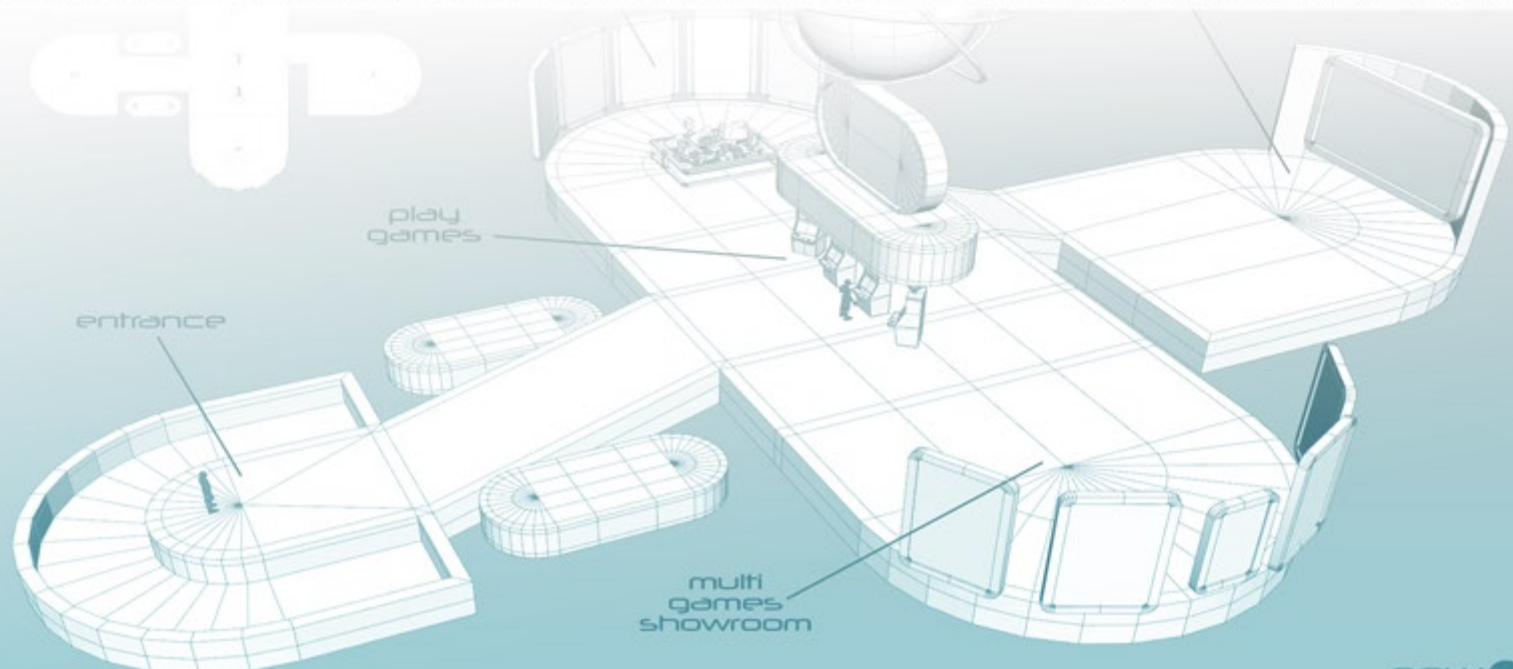 play
games
entrance
multi
games
showroom